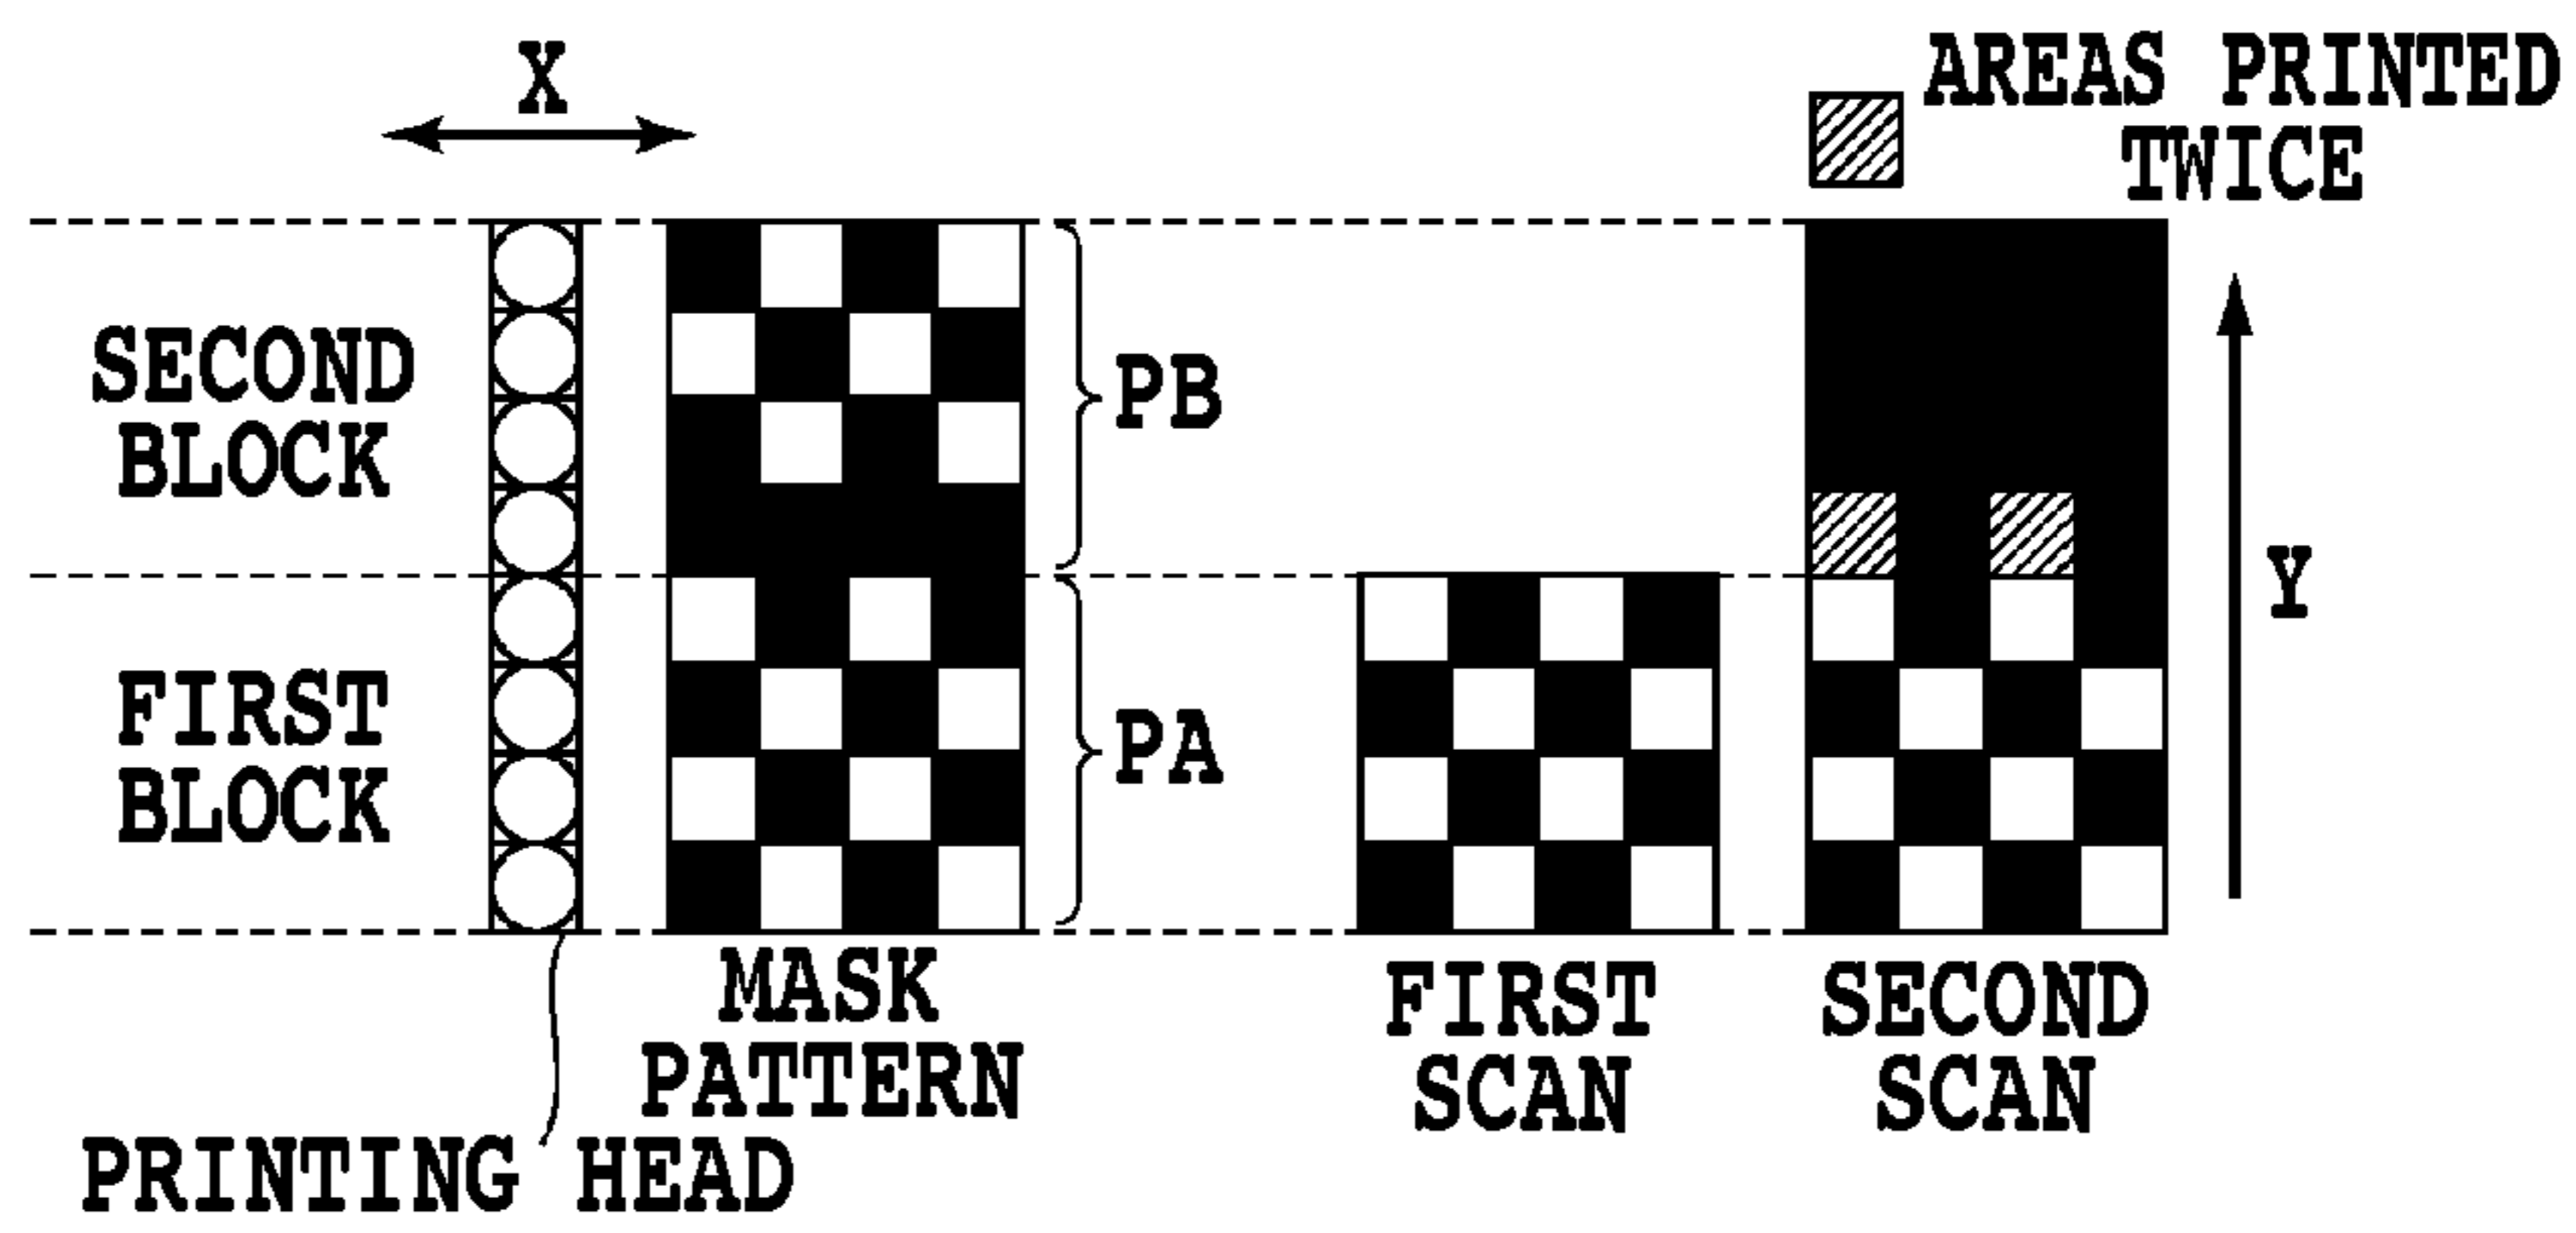 X
AREAS PRINTED
TWICE
SECOND
BLOCK
PB
Y
FIRST
BLOCK
PA
MASK
PATTERN
FIRST
SCAN
SECOND
SCAN
PRINTING HEAD